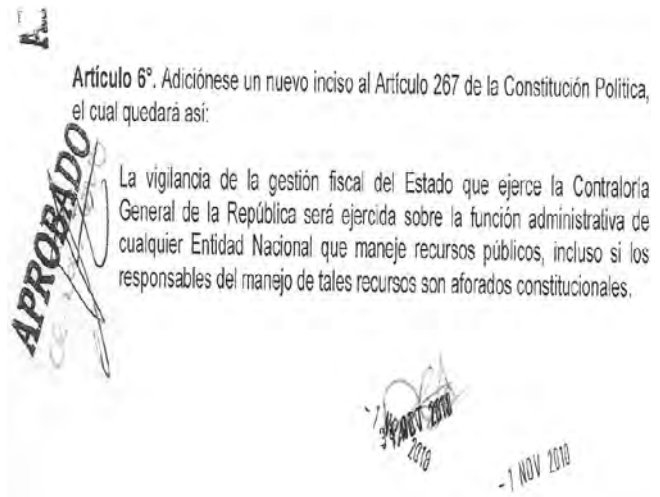 Artículo 6º. Adiciónese un nuevo inciso al Artículo 267 de la Constitución Política,
el cual quedará así:
APROBADO
La vigilancia de la gestión fiscal del Estado que ejerce la Contraloría
General de la República será ejercida sobre la función administrativa de
cualquier Entidad Nacional que maneje recursos públicos, incluso si los
responsables del manejo de tales recursos son aforados constitucionales.
2010
-1 NOV 2010